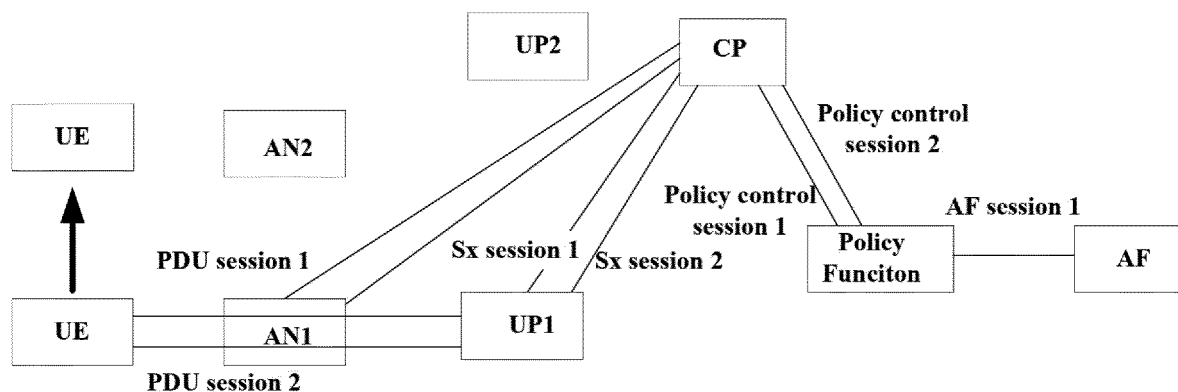 UP2
CP
UE
AN2
Policy control
session 2
Policy control
session 1
AF session 1
PDU session 1
Sx session 1
Sx session 2
Policy
Funciton
AF
UE
AN1
UP1
PDU session 2